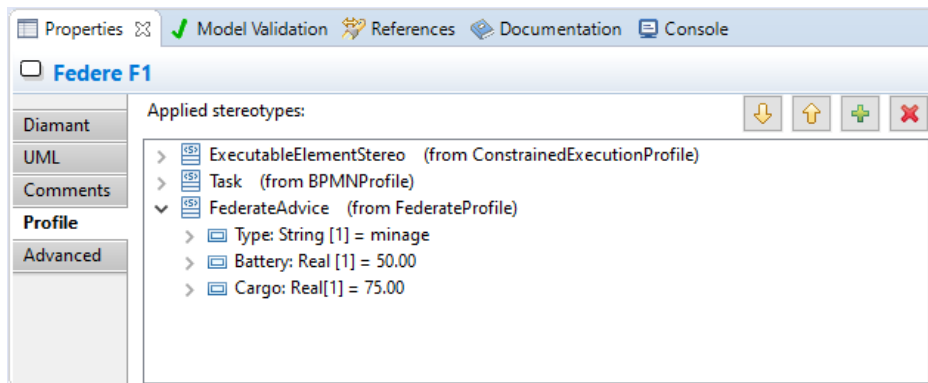 Properties Model Validation References Documentation Console
Federe F1
Applied stereotypes:
Diamant
UML
Comments
Profile
Advanced
<S> ExecutableElementStereo (from ConstrainedExecutionProfile)
<S> Task (from BPMNProfile)
<S> FederateAdvice (from FederateProfile)
Type: String [1] = minage
Battery: Real [1] = 50.00
Cargo: Real[1] = 75.00